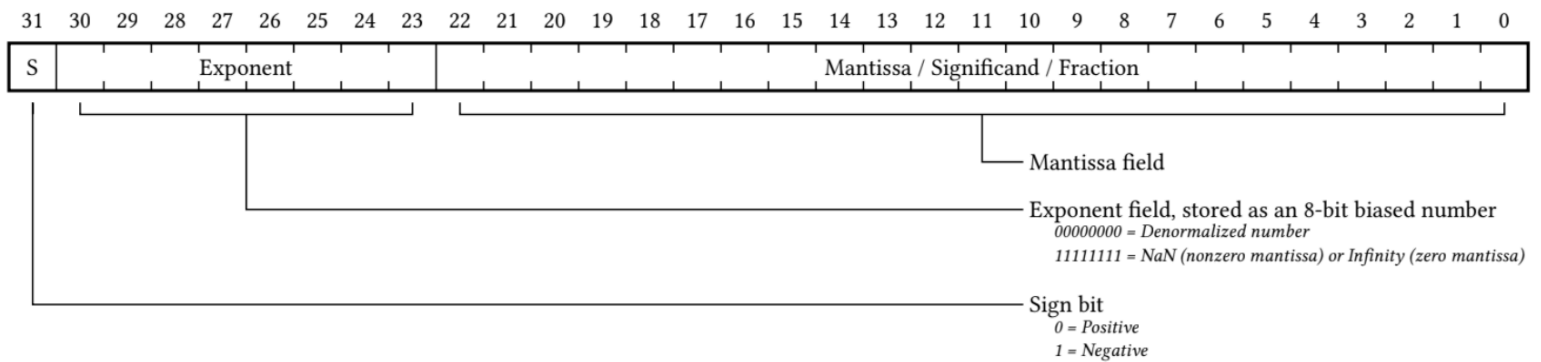 31 30 29 28 27 26 25 24 23 22 21 20 19 18 17 16 15 14 13 12 11 10 9 8 7 6 5 4 3 2 1 0
S Exponent Mantissa / Significand / Fraction
Mantissa field
Exponent field, stored as an 8-bit biased number
00000000 = Denormalized number
11111111 = NaN (nonzero mantissa) or Infinity (zero mantissa)
Sign bit
0 = Positive
1 = Negative